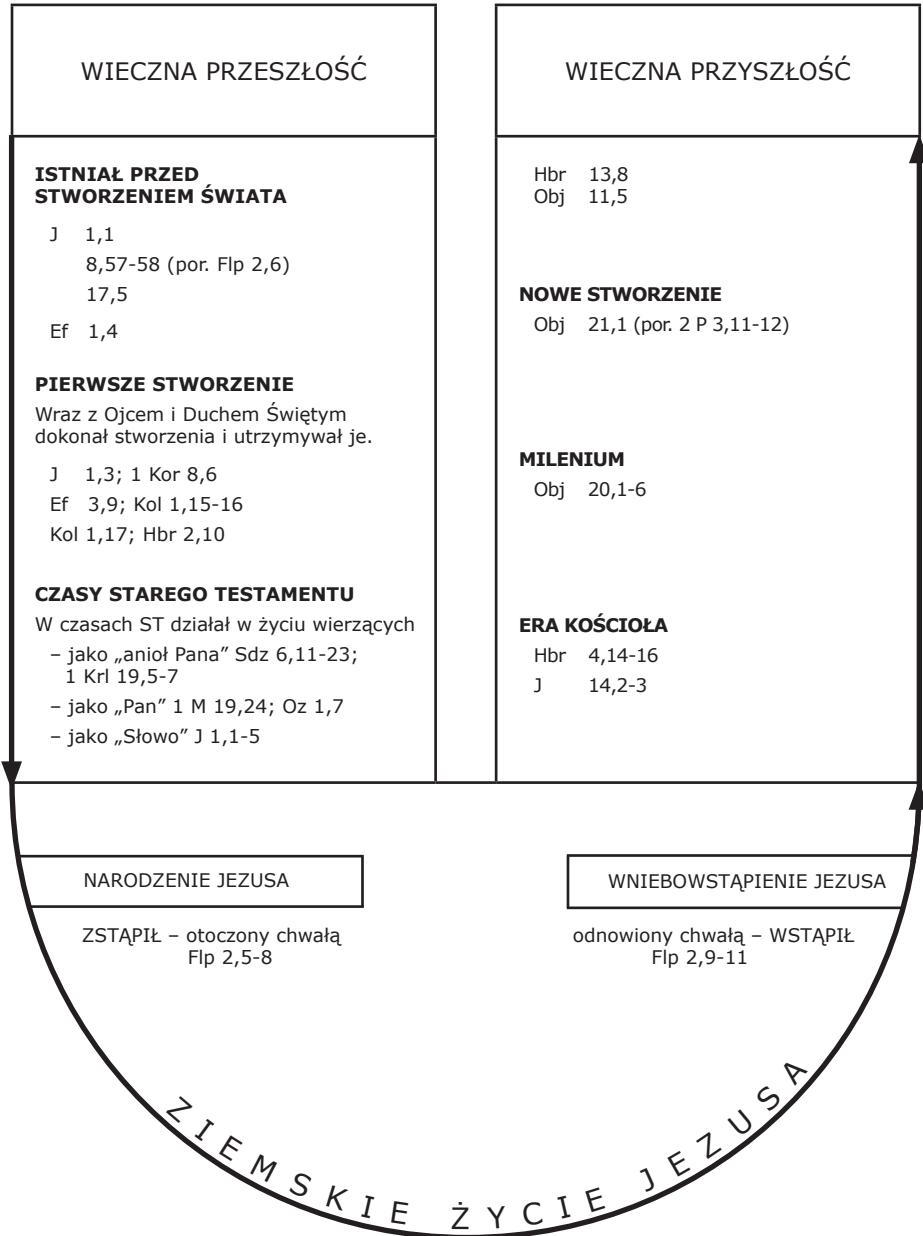 WIECZNA PRZESZŁOŚĆ
ISTNIAŁ PRZED
STWORZENIEM ŚWIATA
J 1,1
8,57-58 (por. Flp 2,6)
17,5
Ef 1,4
PIERWSZE STWORZENIE
Wraz z Ojcem i Duchem Świętym
dokonał stworzenia i utrzymywał je.
J 1,3; 1 Kor 8,6
Ef 3,9; Kol 1,15-16
Kol 1,17; Hbr 2,10
CZASY STAREGO TESTAMENTU
W czasach ST działał w życiu wierzących
– jako „anioł Pana” Sdz 6,11-23;
1 Krl 19,5-7
– jako „Pan” 1 M 19,24; Oz 1,7
– jako „Słowo” J 1,1-5
WIECZNA PRZYSZŁOŚĆ
Hbr 13,8
Obj 11,5
NOWE STWORZENIE
Obj 21,1 (por. 2 P 3,11-12)
MILENIUM
Obj 20,1-6
ERA KOŚCIOŁA
Hbr 4,14-16
J 14,2-3
NARODZENIE JEZUSA
ZSTĄPIŁ – otoczony chwałą
Flp 2,5-8
WNIEBOWSTĄPIENIE JEZUSA
odnowiony chwałą – WSTĄPIŁ
Flp 2,9-11
ZIEMSKIE ŻYCIE JEZUSA